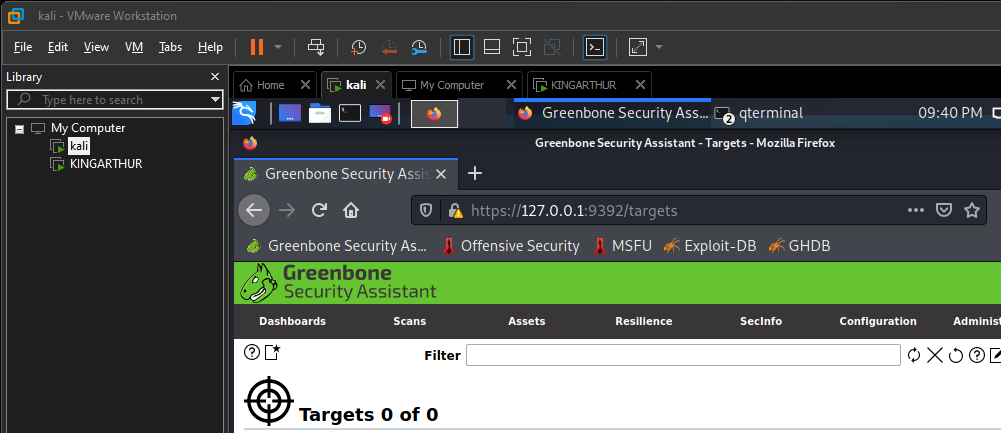 kali - VMware Workstation
File Edit View VM Tabs Help
Library
Type here to search
My Computer
kali
KINGARTHUR
Home kali My Computer KINGARTHUR
Greenbone Security Ass... 2 qterminal 09:40 PM
Greenbone Security Assistant - Targets - Mozilla Firefox
Greenbone Security Assis
https://127.0.0.1:9392/targets
Greenbone Security As... Offensive Security MSFU Exploit-DB GHDB
Greenbone
Security Assistant
Dashboards Scans Assets Resilience SecInfo Configuration Administ
Filter
Targets 0 of 0